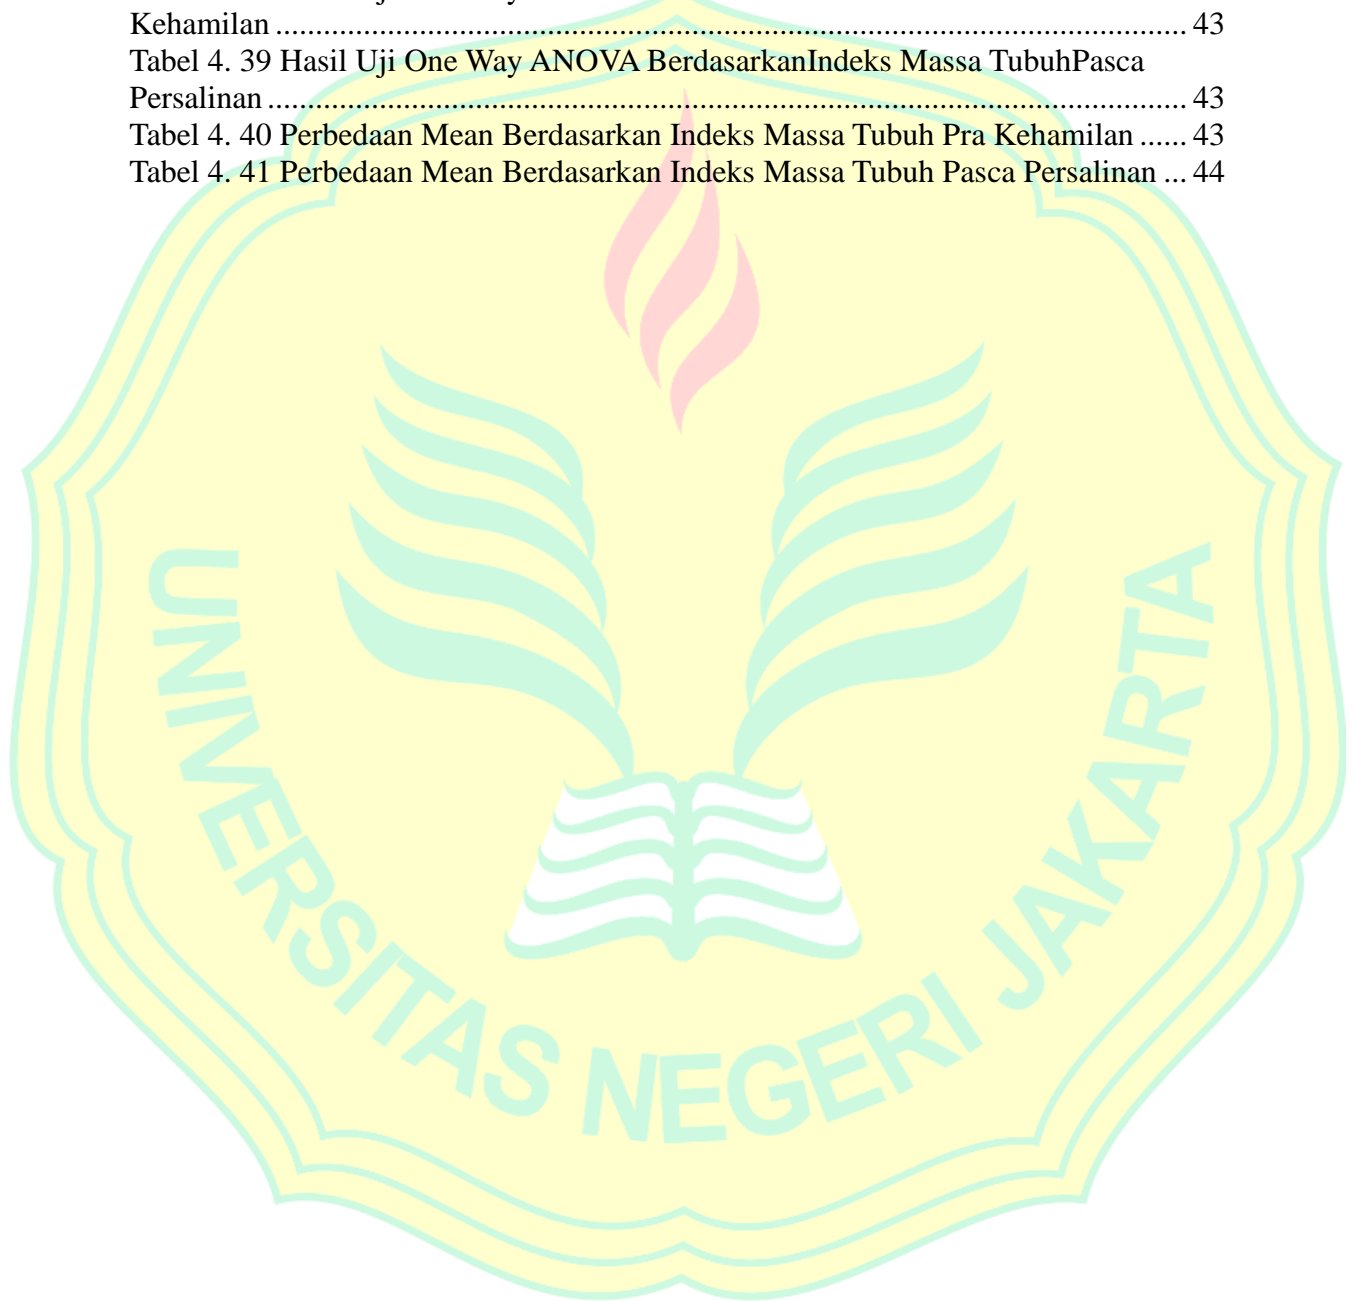 Kehamilan ................................................................................................................... 43
Tabel 4. 39 Hasil Uji One Way ANOVA BerdasarkanIndeks Massa TubuhPasca
Persalinan .................................................................................................................... 43
Tabel 4. 40 Perbedaan Mean Berdasarkan Indeks Massa Tubuh Pra Kehamilan ...... 43
Tabel 4. 41 Perbedaan Mean Berdasarkan Indeks Massa Tubuh Pasca Persalinan ... 44
UNIVERSITAS NEGERI JAKARTA